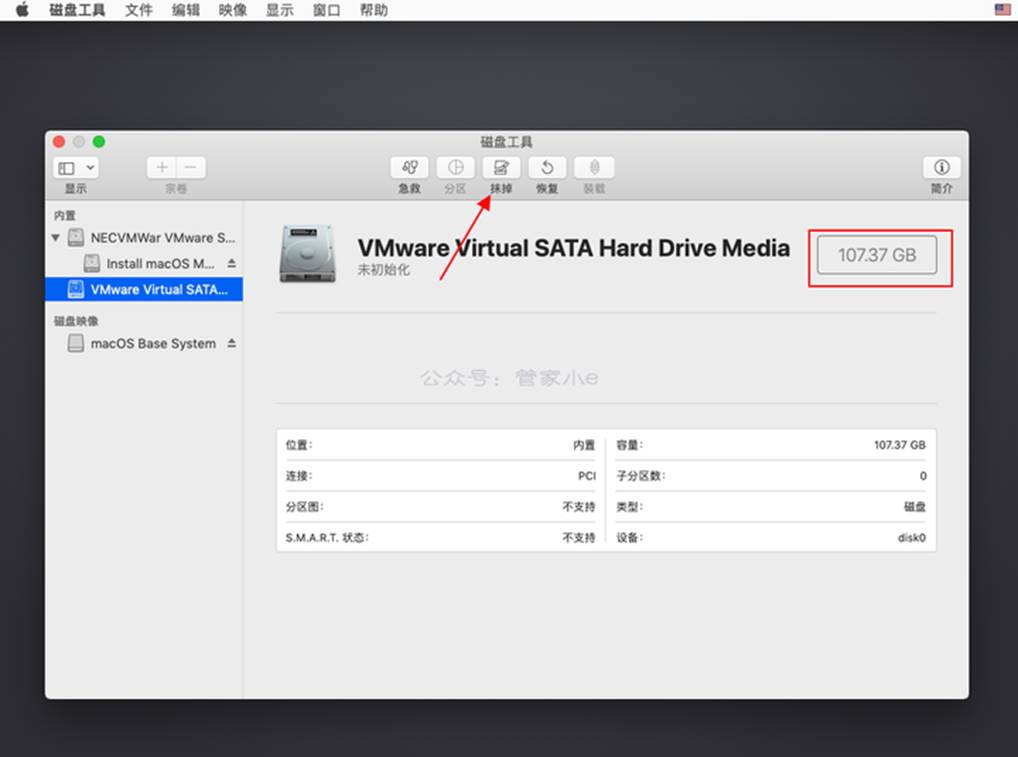 磁盘工具 文件 编辑 映像 显示 窗口 帮助
磁盘工具
显示 宗卷 急救 分区 抹掉 恢复 装载 简介
内置
NECVMWar VMware S...
Install macOS M...
VMware Virtual SATA...
磁盘映像
macOS Base System
VMware Virtual SATA Hard Drive Media
未初始化
107.37 GB
公众号：管家小e
位置： 内置 容量： 107.37 GB
连接： PCI 子分区数： 0
分区图： 不支持 类型： 磁盘
S.M.A.R.T. 状态： 不支持 设备： disk0